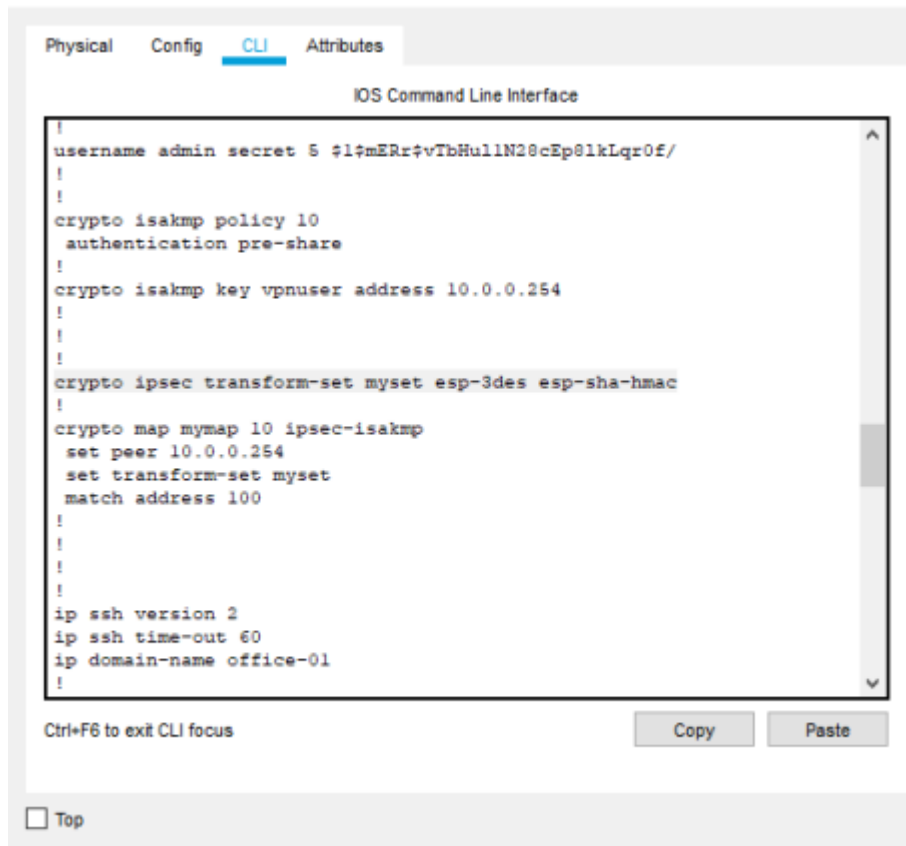 Physical Config CLI Attributes
IOS Command Line Interface
!
username admin secret 5 $1$mERr$vTbHul1N28cEp81kLqr0f/
!
!
crypto isakmp policy 10
authentication pre-share
!
crypto isakmp key vpnuser address 10.0.0.254
!
!
!
crypto ipsec transform-set myset esp-3des esp-sha-hmac
!
crypto map mymap 10 ipsec-isakmp
set peer 10.0.0.254
set transform-set myset
match address 100
!
!
!
!
ip ssh version 2
ip ssh time-out 60
ip domain-name office-01
!
Ctrl+F6 to exit CLI focus Copy Paste
Top